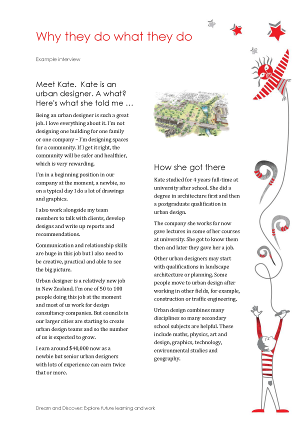 Why they do what they do
Example interview
Meet Kate. Kate is an
urban designer. A what?
Here's what she told me …
Being an urban designer is such a great
job. I love everything about it. I'm not
designing one building for one family
or one company – I'm designing spaces
for a community. If I get it right, the
community will be safer and healthier,
which is very rewarding.
I'm in a beginning position in our
company at the moment, a newbie, so
on a typical day I do a lot of drawings
and graphics.
I also work alongside my team
members to talk with clients, develop
designs and write up reports and
recommendations.
Communication and relationship skills
are huge in this job but I also need to
be creative, practical and able to see
the big picture.
Urban designer is a relatively new job
in New Zealand. I'm one of 50 to 100
people doing this job at the moment
and most of us work for design
consultancy companies. But councils in
our larger cities are starting to create
urban design teams and so the number
of us is expected to grow.
I earn around $40,000 now as a
newbie but senior urban designers
with lots of experience can earn twice
that or more.
How she got there
Kate studied for 4 years full-time at
university after school. She did a
degree in architecture first and then
a postgraduate qualification in
urban design.
The company she works for now
gave lectures in some of her courses
at university. She got to know them
then and later they gave her a job.
Other urban designers may start
with qualifications in landscape
architecture or planning. Some
people move to urban design after
working in other fields, for example,
construction or traffic engineering.
Urban design combines many
disciplines so many secondary
school subjects are helpful. These
include maths, physics, art and
design, graphics, technology,
environmental studies and
geography.
Dream and Discover: Explore future learning and work